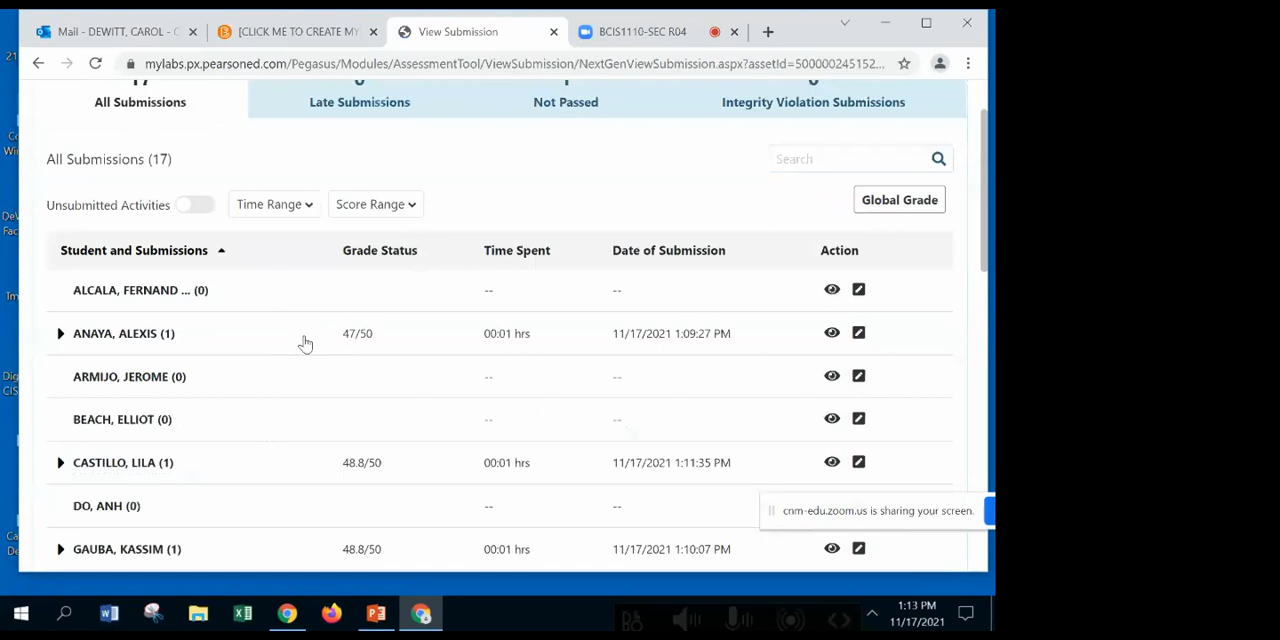 Mail - DEWITT, CAROL - C
[CLICK ME TO CREATE MY
View Submission
BCIS1110-SEC R04
mylabs.px.pearsoned.com/Pegasus/Modules/AssessmentTool/ViewSubmission/NextGenViewSubmission.aspx?assetId=500000245152...
All Submissions
Late Submissions
Not Passed
Integrity Violation Submissions
All Submissions (17)
Search
Unsubmitted Activities
Time Range
Score Range
Global Grade
Student and Submissions Grade Status Time Spent Date of Submission Action
ALCALA, FERNAND ... (0) -- --
ANAYA, ALEXIS (1) 47/50 00:01 hrs 11/17/2021 1:09:27 PM
ARMIJO, JEROME (0) -- --
BEACH, ELLIOT (0) -- --
CASTILLO, LILA (1) 48.8/50 00:01 hrs 11/17/2021 1:11:35 PM
DO, ANH (0) -- --
cnm-edu.zoom.us is sharing your screen.
GAUBA, KASSIM (1) 48.8/50 00:01 hrs 11/17/2021 1:10:07 PM
1:13 PM
11/17/2021